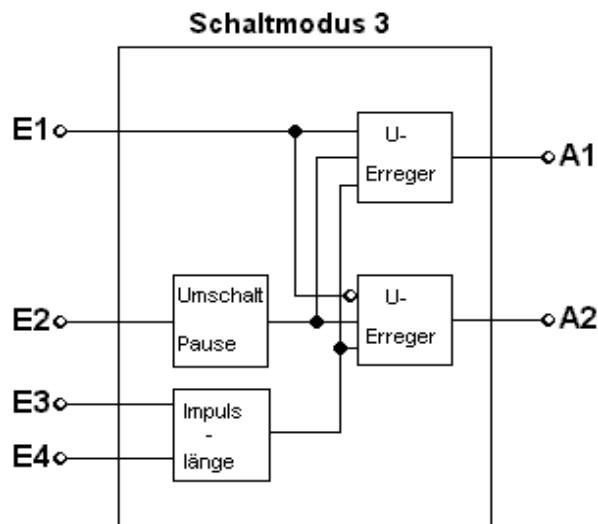 Schaltmodus 3
E1
U-
Erreger
A1
Umschalt
Pause
E2
U-
Erreger
A2
E3
E4
Impuls
-
länge